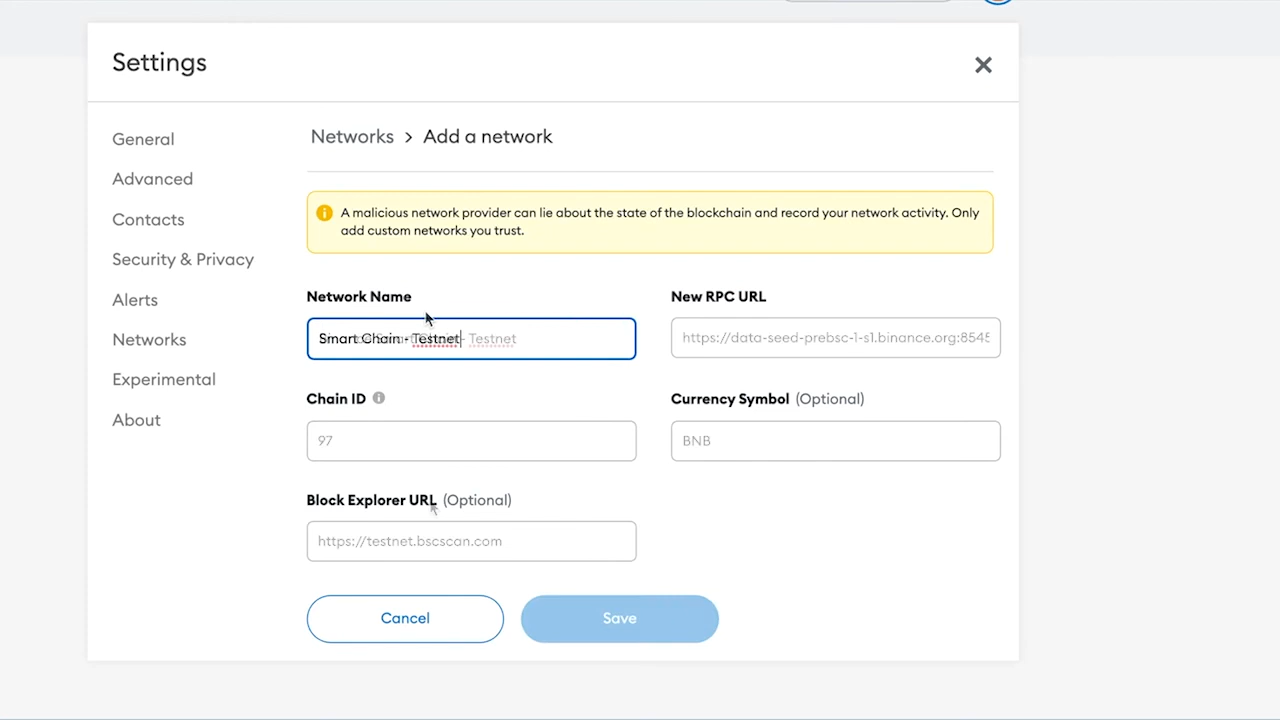 Settings
General
Advanced
Contacts
Security & Privacy
Alerts
Networks
Experimental
About
Networks > Add a network
A malicious network provider can lie about the state of the blockchain and record your network activity. Only
add custom networks you trust.
Network Name
Smart Chain - Testnet
Testnet
New RPC URL
https://data-seed-prebsc-1-s1.binance.org:8545
Chain ID
97
Currency Symbol (Optional)
BNB
Block Explorer URL (Optional)
https://testnet.bscscan.com
Cancel
Save